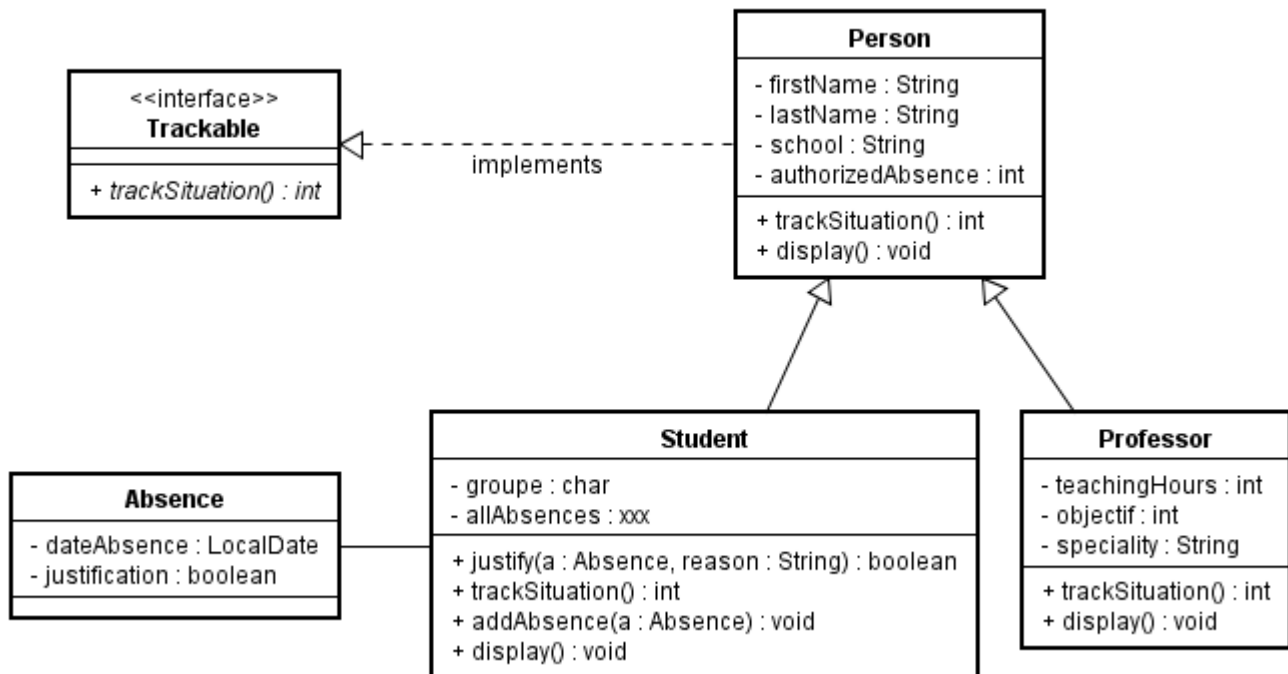 Person
- firstName : String
- lastName : String
- school : String
- authorizedAbsence : int
+ trackSituation() : int
+ display() : void
<<interface>>
Trackable
+ trackSituation() : int
implements
Student
- groupe : char
- allAbsences : xxx
+ justify(a : Absence, reason : String) : boolean
+ trackSituation() : int
+ addAbsence(a : Absence) : void
+ display() : void
Professor
- teachingHours : int
- objectif : int
- speciality : String
+ trackSituation() : int
+ display() : void
Absence
- dateAbsence : LocalDate
- justification : boolean